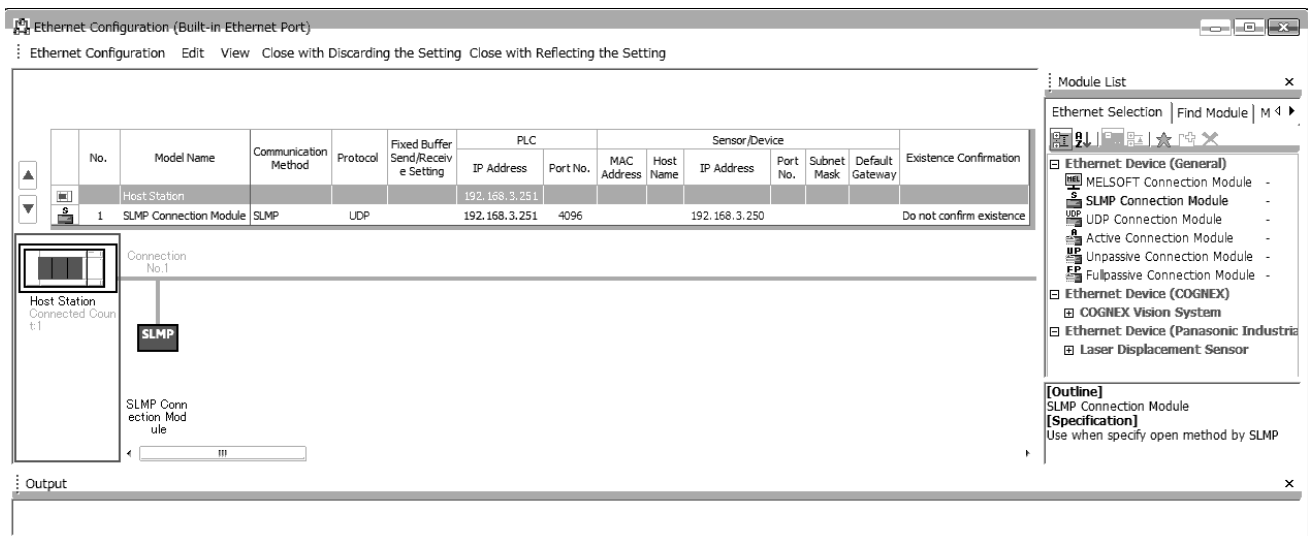 Ethernet Configuration (Built-in Ethernet Port)
Ethernet Configuration Edit View Close with Discarding the Setting Close with Reflecting the Setting
Module List
Ethernet Selection Find Module M
No. Model Name Communication Method Protocol Fixed Buffer Send/Receiv e Setting PLC IP Address Port No. Sensor/Device MAC Address Host Name IP Address Port No. Subnet Mask Default Gateway Existence Confirmation
Host Station 192.168.3.251
1 SLMP Connection Module SLMP UDP 192.168.3.251 4096 192.168.3.250 Do not confirm existence
Ethernet Device (General)
MELSOFT Connection Module -
SLMP Connection Module -
UDP Connection Module -
Active Connection Module -
Unpassive Connection Module -
Fullpassive Connection Module -
Ethernet Device (COGNEX)
COGNEX Vision System
Ethernet Device (Panasonic Industria
Laser Displacement Sensor
Connection
No.1
Host Station
Connected Coun
t:1
SLMP
SLMP Conn
ection Mod
ule
[Outline]
SLMP Connection Module
[Specification]
Use when specify open method by SLMP
Output